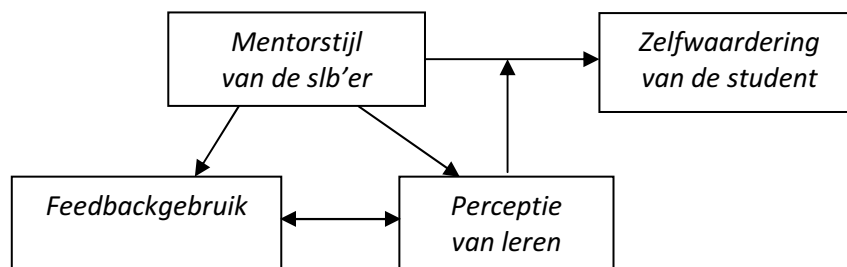 Mentorstijl
van de slb’er
Zelfwaardering
van de student
Feedbackgebruik
Perceptie
van leren